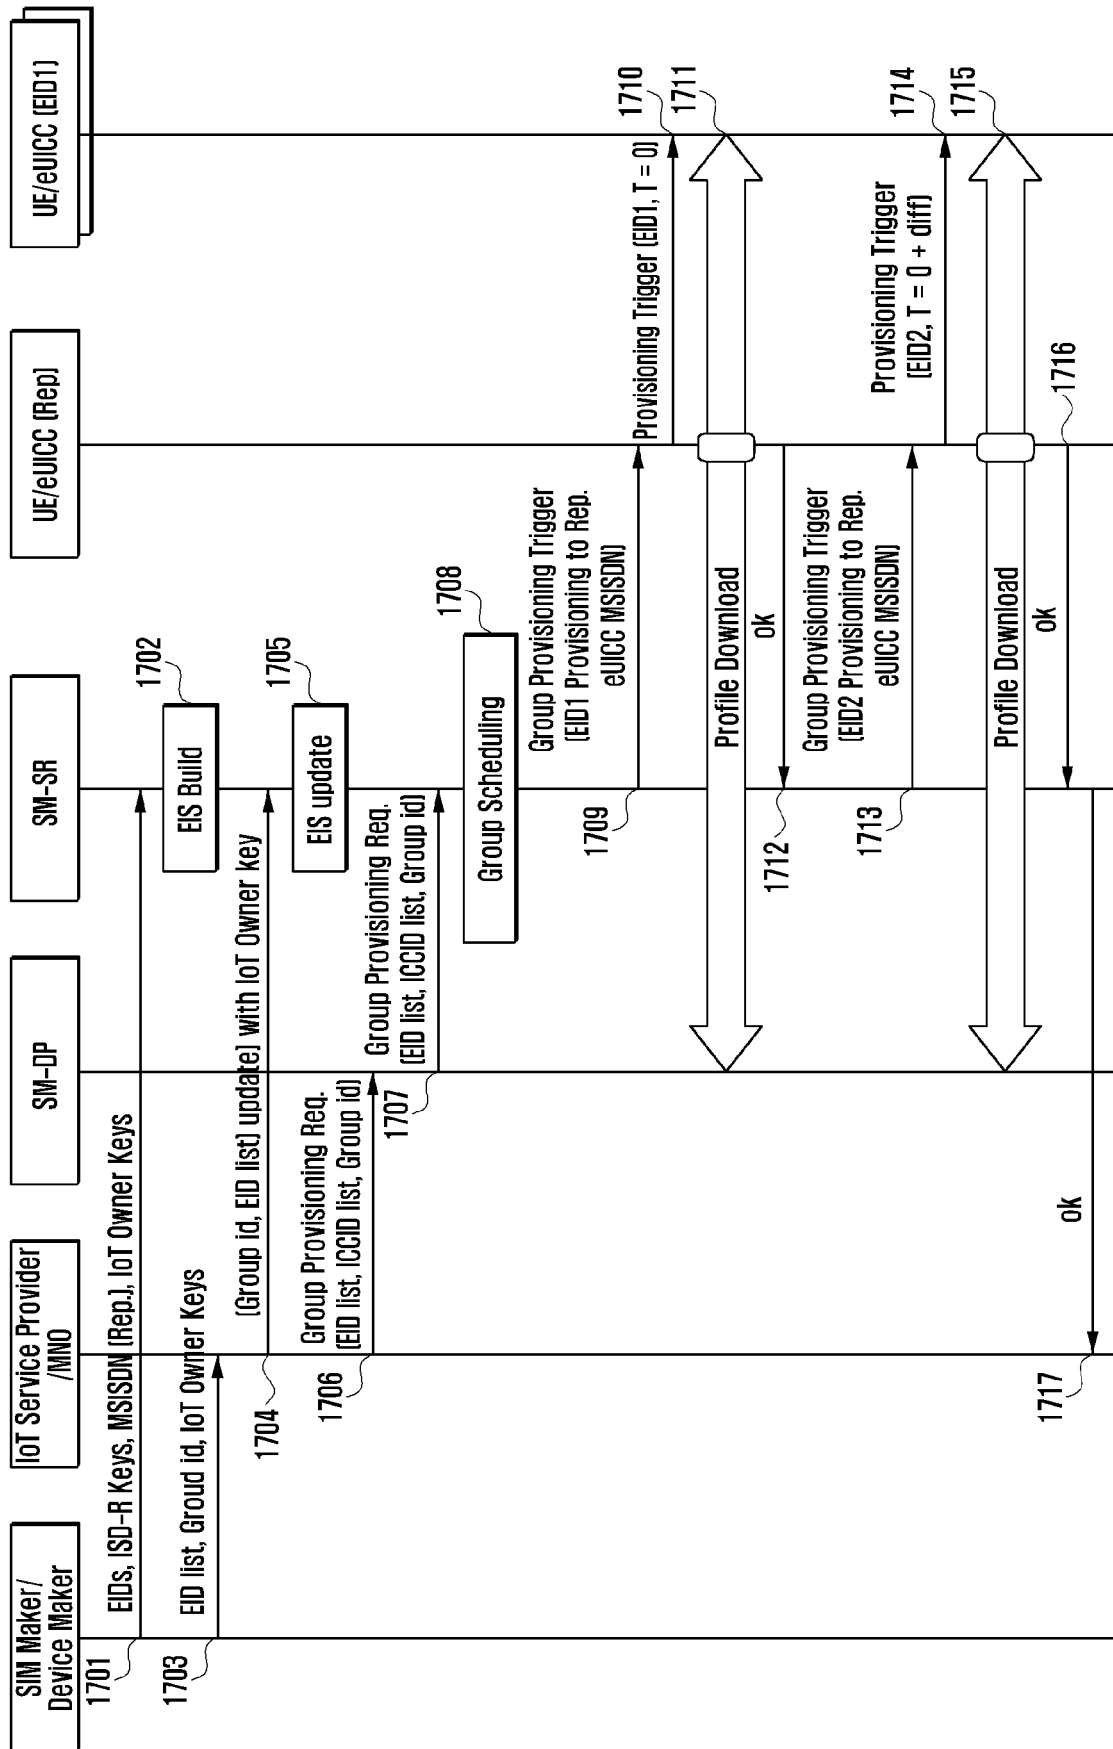 SIM Maker/
Device Maker
IoT Service Provider
/MNO
SM-DP
SM-SR
UE/eUICC (Rep)
UE/eUICC (EID1)
1701
EIDs, ISD-R Keys, MSISDN (Rep.), IoT Owner Keys
EIS Build
1702
1703
EID list, Groud id, IoT Owner Keys
1704
(Group id, EID list) update) with IoT Owner Key
EIS update
1705
1706
Group Provisioning Req.
(EID list, ICCID list, Group id)
1707
Group Provisioning Req.
(EID list, ICCID list, Group id)
Group Scheduling
1708
1709
Group Provisioning Trigger
(EID1 Provisioning to Rep.
eUICC MSISDN)
Provisioning Trigger (EID1, T = 0)
1710
Profile Download
1711
ok
1712
1713
Group Provisioning Trigger
(EID2 Provisioning to Rep.
eUICC MSISDN)
Provisioning Trigger
(EID2, T = 0 + diff)
1714
Profile Download
1715
ok
1716
ok
1717